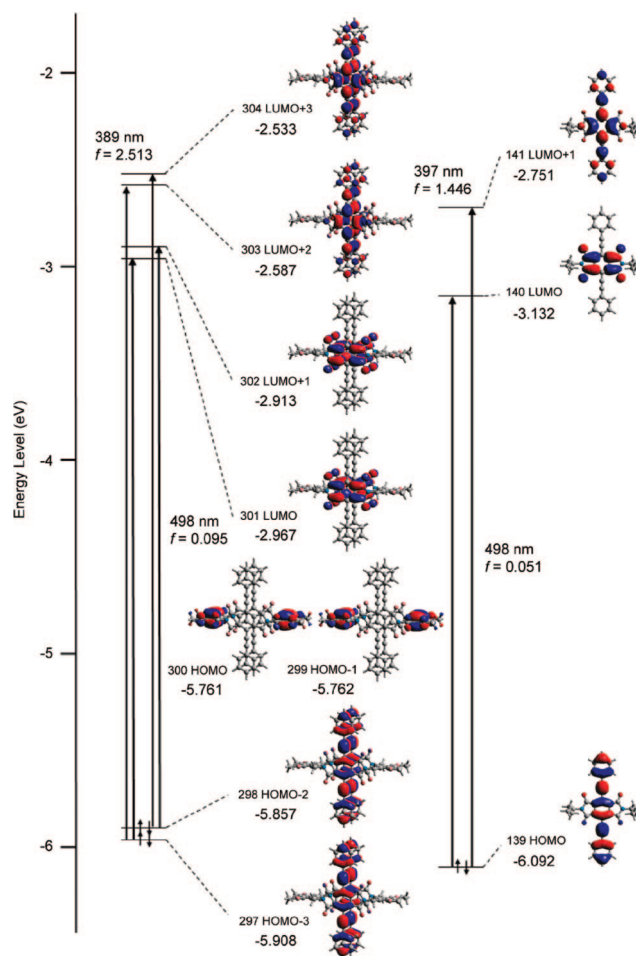 Energy Level (eV)
-2
-3
-4
-5
-6
389 nm
f = 2.513
304 LUMO+3
-2.533
303 LUMO+2
-2.587
302 LUMO+1
-2.913
301 LUMO
-2.967
498 nm
f = 0.095
300 HOMO
-5.761
299 HOMO-1
-5.762
298 HOMO-2
-5.857
297 HOMO-3
-5.908
397 nm
f = 1.446
141 LUMO+1
-2.751
140 LUMO
-3.132
498 nm
f = 0.051
139 HOMO
-6.092